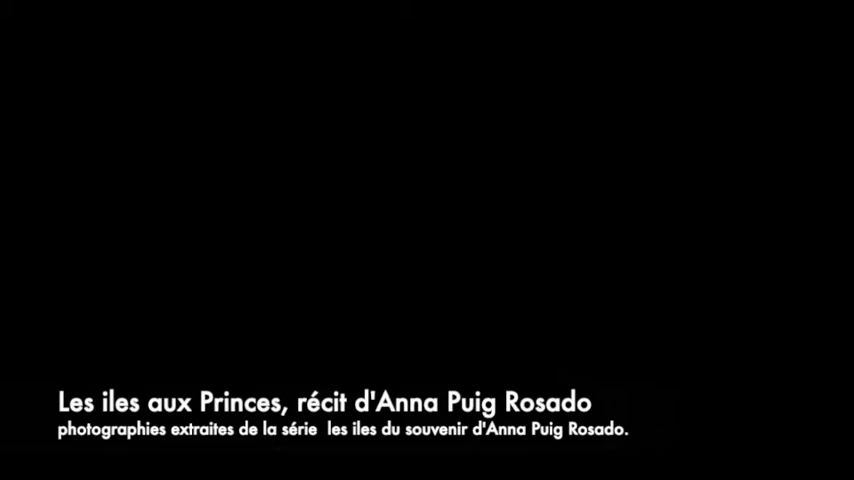 Les iles aux Princes, récit d'Anna Puig Rosado
photographies extraites de la série  les iles du souvenir d'Anna Puig Rosado.